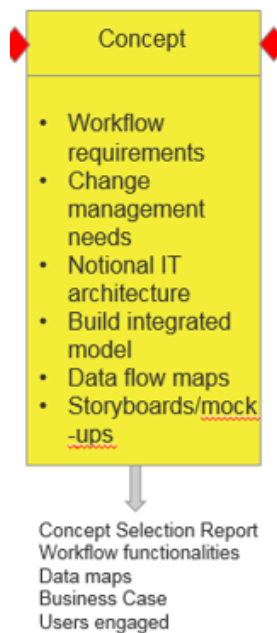 Concept
• Workflow
requirements
• Change
management
needs
• Notional IT
architecture
• Build integrated
model
• Data flow maps
• Storyboards/mock
-ups
Concept Selection Report
Workflow functionalities
Data maps
Business Case
Users engaged